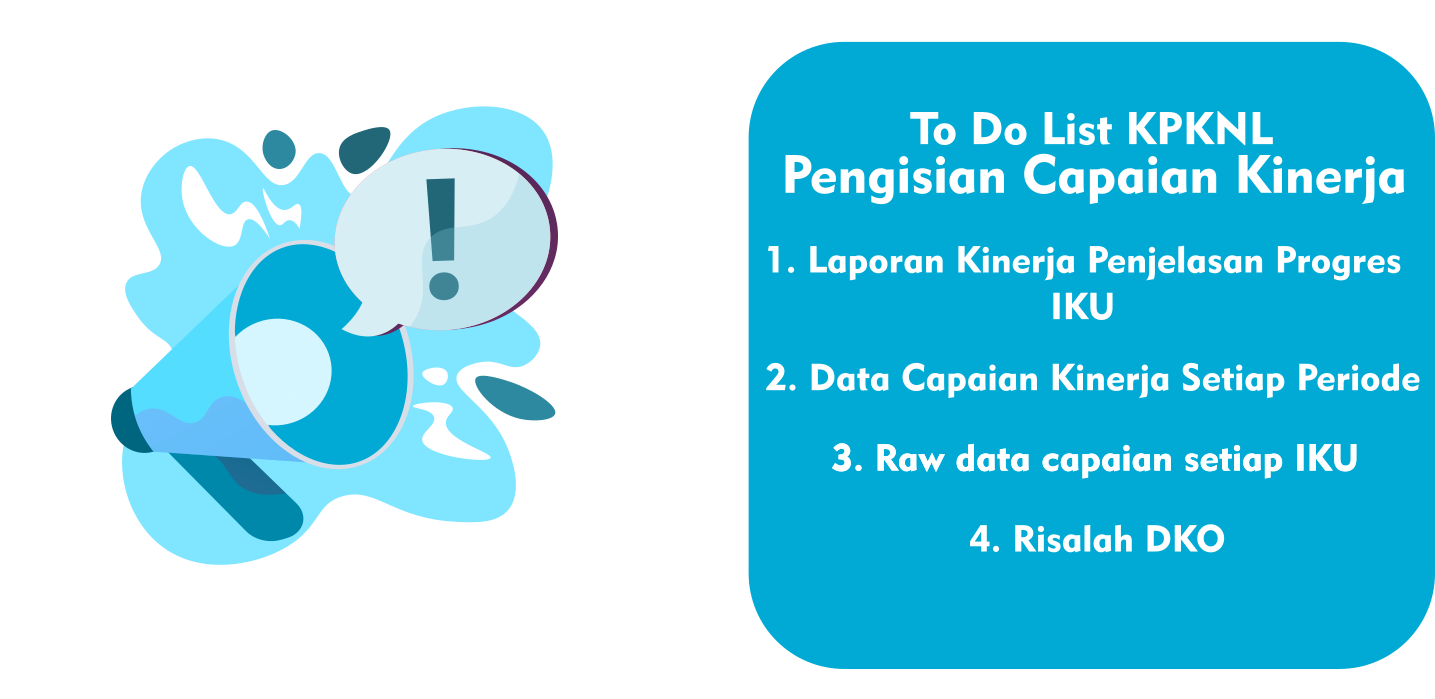 To Do List KPKNL
Pengisian Capaian Kinerja
1. Laporan Kinerja Penjelasan Progres
IKU
2. Data Capaian Kinerja Setiap Periode
3. Raw data capaian setiap IKU
4. Risalah DKO
!